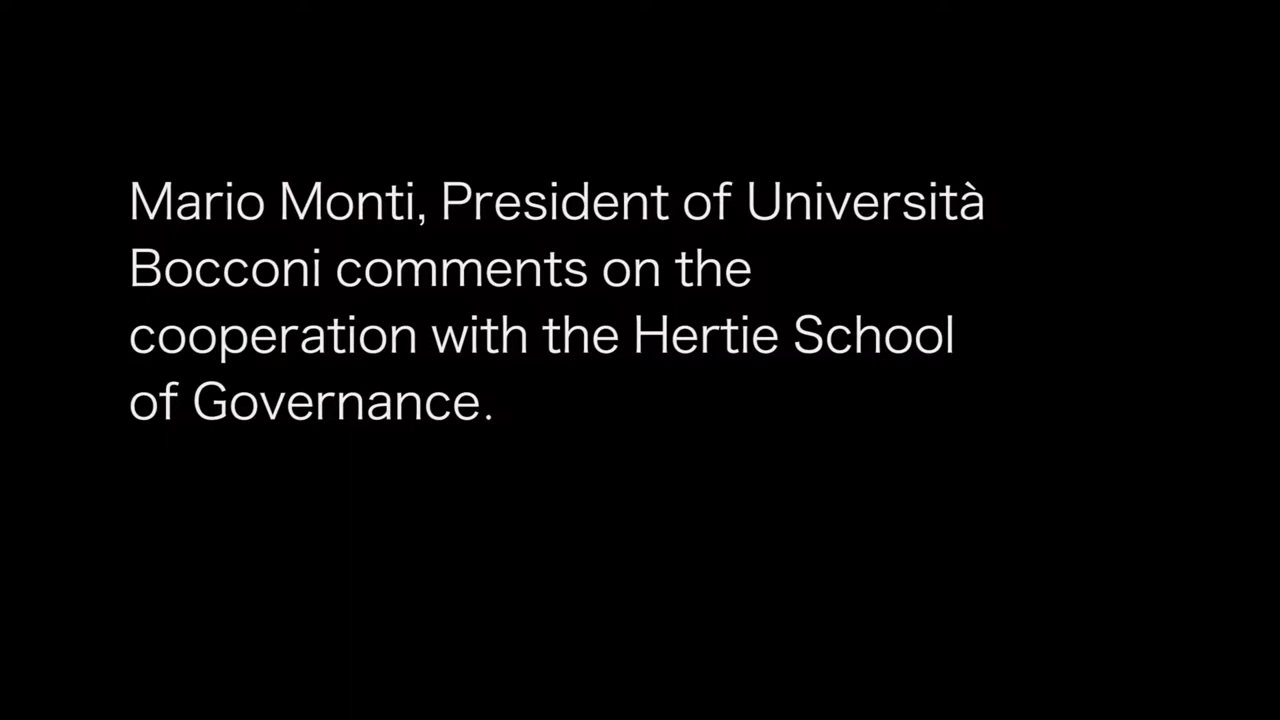 Mario Monti, President of Università
Bocconi comments on the
cooperation with the Hertie School
of Governance.